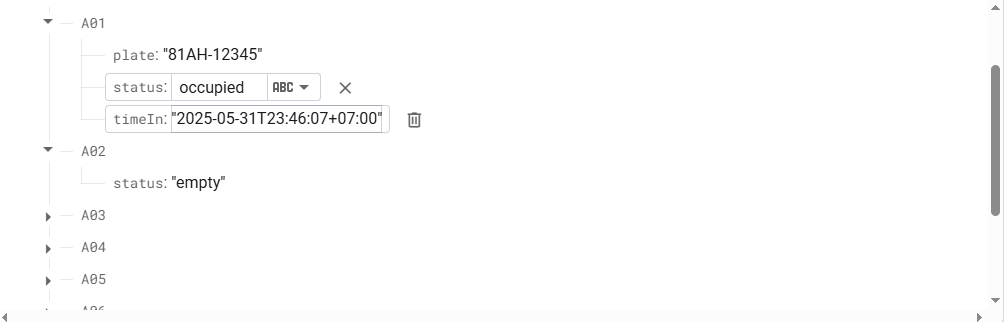 A01
plate: "81AH-12345"
status: occupied ABC
timeIn: "2025-05-31T23:46:07+07:00"
A02
status: "empty"
A03
A04
A05